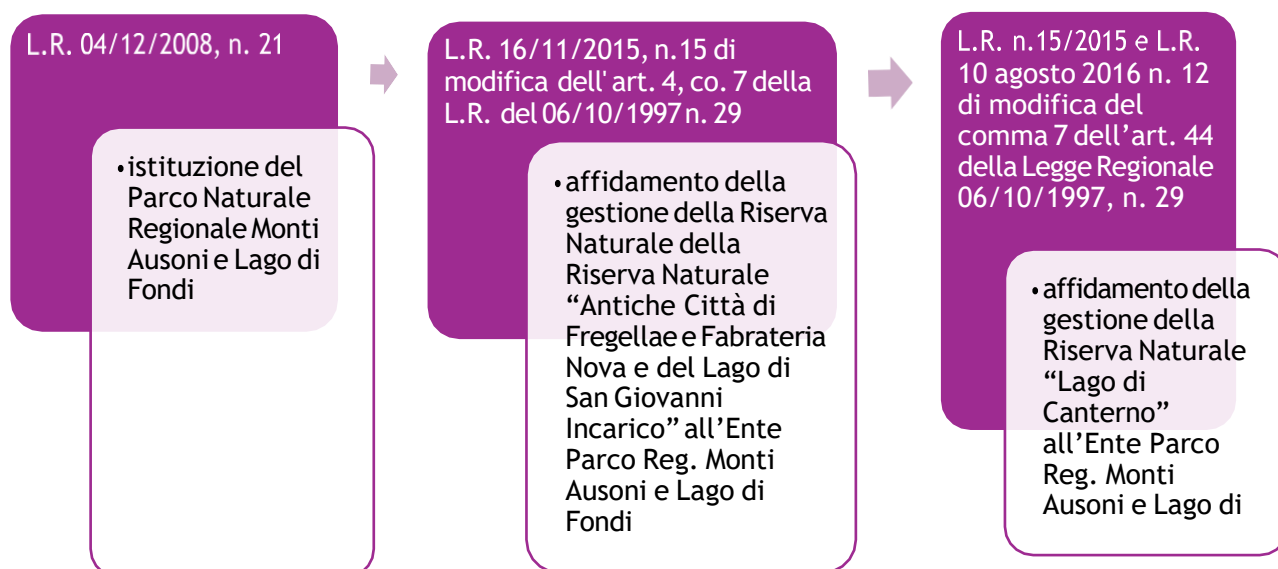 L.R. 04/12/2008, n. 21
•istituzione del
Parco Naturale
Regionale Monti
Ausoni e Lago di
Fondi
L.R. 16/11/2015, n.15 di
modifica dell'art. 4, co. 7 della
L.R. del 06/10/1997 n. 29
•affidamento della
gestione della Riserva
Naturale della
Riserva Naturale
“Antiche Città di
Fregellae e Fabrateria
Nova e del Lago di
San Giovanni
Incarico” all’Ente
Parco Reg. Monti
Ausoni e Lago di
Fondi
L.R. n.15/2015 e L.R.
10 agosto 2016 n. 12
di modifica del
comma 7 dell’art. 44
della Legge Regionale
06/10/1997, n. 29
•affidamento della
gestione della
Riserva Naturale
“Lago di
Canterno”
all’Ente Parco
Reg. Monti
Ausoni e Lago di